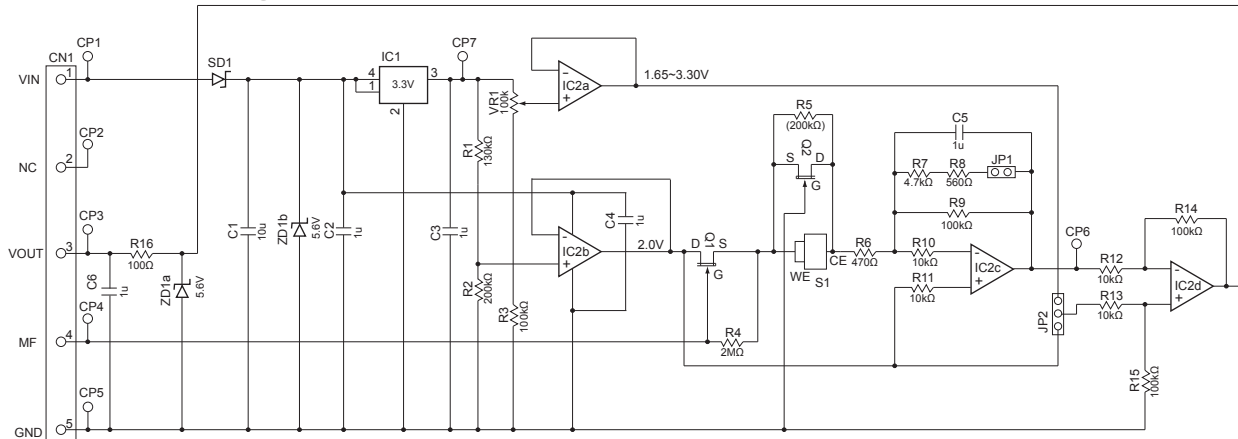 CP1
CN1
VIN
1
SD1
IC1
4
1
3.3V
3
2
CP7
VR1
100k
IC2a
1.65~3.30V
CP2
NC
2
R1
130kΩ
R5
(200kΩ)
Q2
S
D
G
C5
1u
R7
4.7kΩ
R8
560Ω
JP1
R9
100kΩ
CP3
VOUT
3
R16
100Ω
C6
1u
ZD1a
5.6V
C1
10u
ZD1b
5.6V
C2
1u
C3
1u
C4
1u
IC2b
2.0V
D
Q1
S
G
WE
CE
S1
R6
470Ω
R10
10kΩ
R11
10kΩ
IC2c
CP6
R12
10kΩ
R14
100kΩ
R13
10kΩ
IC2d
JP2
R2
200kΩ
R3
100kΩ
CP4
MF
4
R4
2MΩ
R15
100kΩ
CP5
GND
5